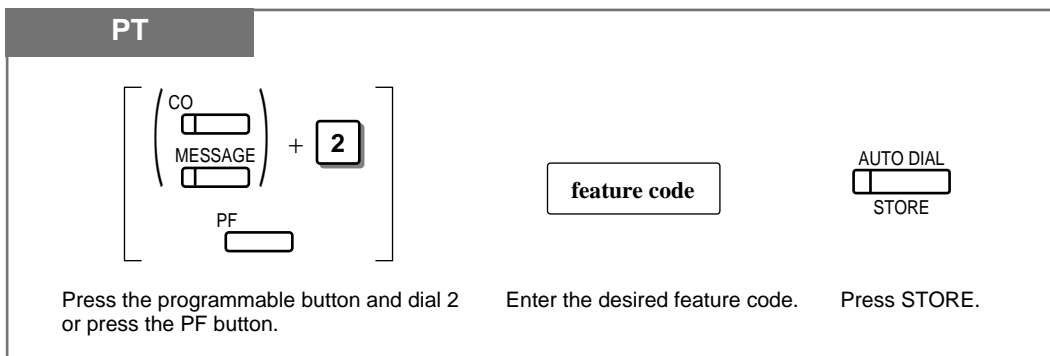 PT
CO
MESSAGE
+ 2
PF
feature code
AUTO DIAL
STORE
Press the programmable button and dial 2
or press the PF button.
Enter the desired feature code.
Press STORE.